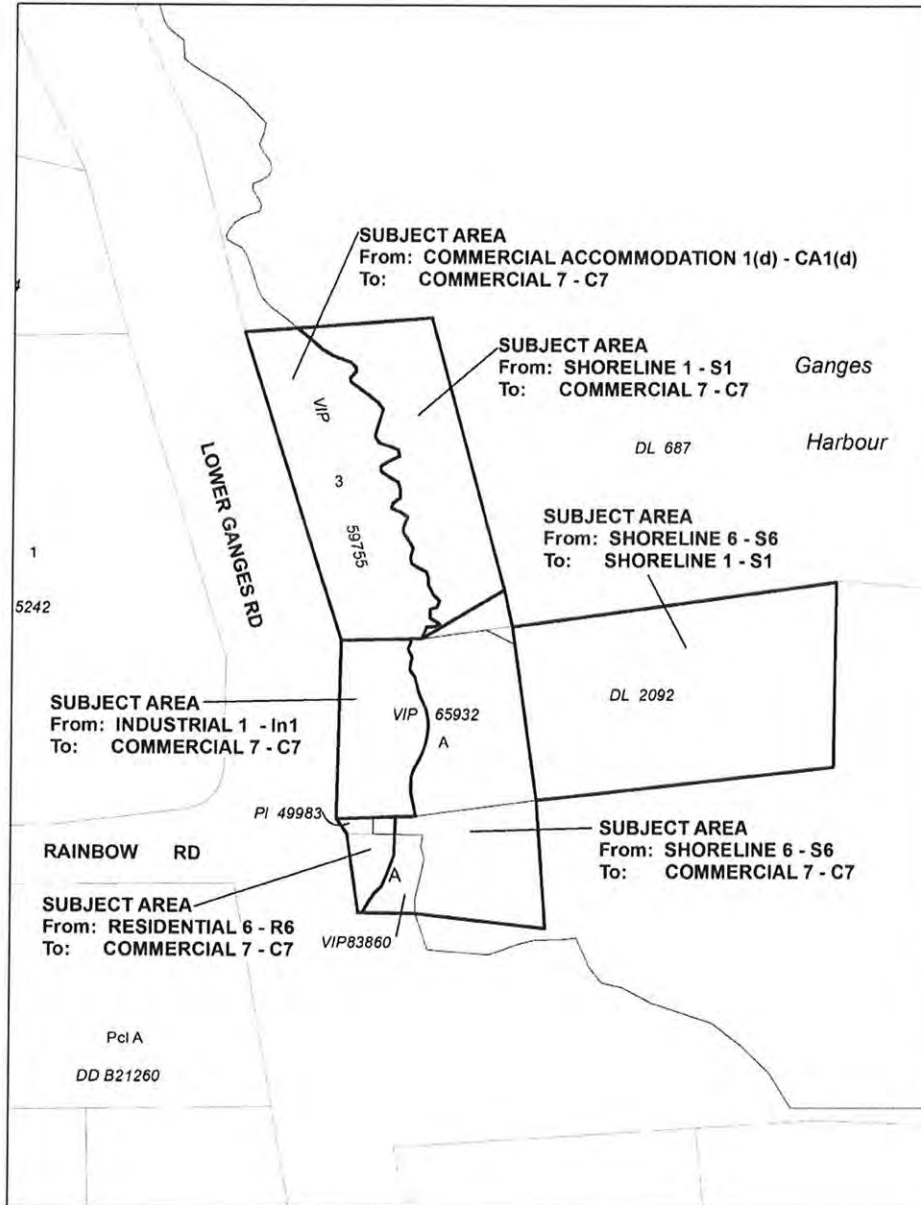 SUBJECT AREA
From: COMMERCIAL ACCOMMODATION 1(d) - CA1(d)
To: COMMERCIAL 7 - C7
SUBJECT AREA
From: SHORELINE 1 - S1
To: COMMERCIAL 7 - C7
Ganges
Harbour
DL 687
VIP
3
59755
LOWER GANGES RD
1
5242
SUBJECT AREA
From: SHORELINE 6 - S6
To: SHORELINE 1 - S1
DL 2092
SUBJECT AREA
From: INDUSTRIAL 1 - In1
To: COMMERCIAL 7 - C7
VIP 65932
A
Pl 49983
RAINBOW RD
SUBJECT AREA
From: SHORELINE 6 - S6
To: COMMERCIAL 7 - C7
A
SUBJECT AREA
From: RESIDENTIAL 6 - R6
To: COMMERCIAL 7 - C7
VIP83860
Pcl A
DD B21260